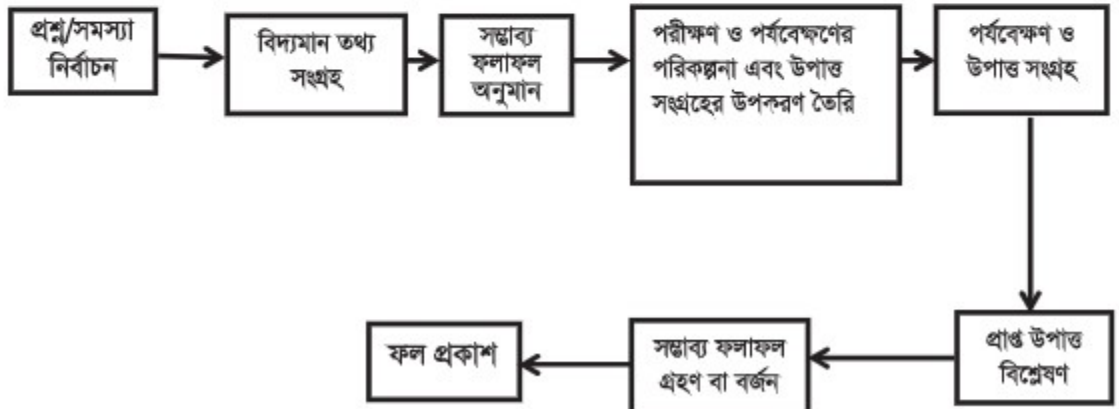 প্রশ্ন/সমস্যা
নির্বাচন
বিদ্যমান তথ্য
সংগ্রহ
সম্ভাব্য
ফলাফল
অনুমান
পরীক্ষণ ও পর্যবেক্ষণের
পরিকল্পনা এবং উপাত্ত
সংগ্রহের উপকরণ তৈরি
পর্যবেক্ষণ ও
উপাত্ত সংগ্রহ
প্রাপ্ত উপাত্ত
বিশ্লেষণ
সম্ভাব্য ফলাফল
গ্রহণ বা বর্জন
ফল প্রকাশ